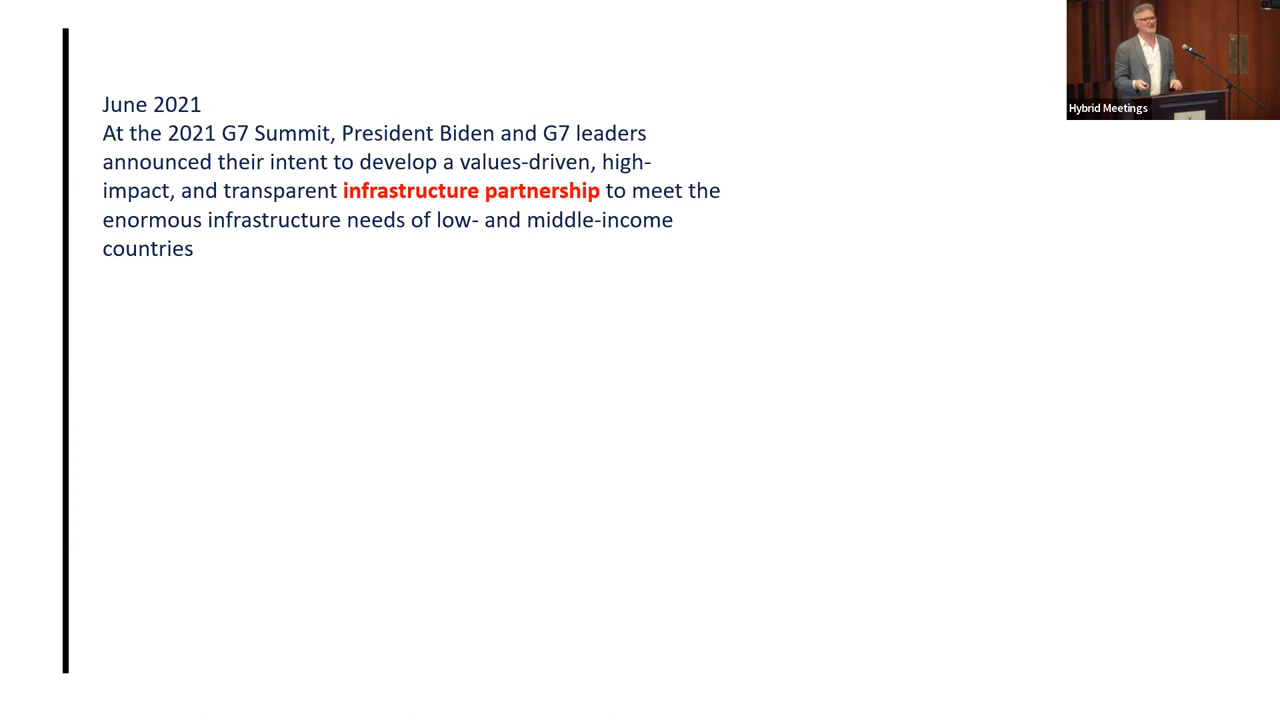 June 2021
At the 2021 G7 Summit, President Biden and G7 leaders
announced their intent to develop a values-driven, high-
impact, and transparent infrastructure partnership to meet the
enormous infrastructure needs of low- and middle-income
countries
Hybrid Meetings